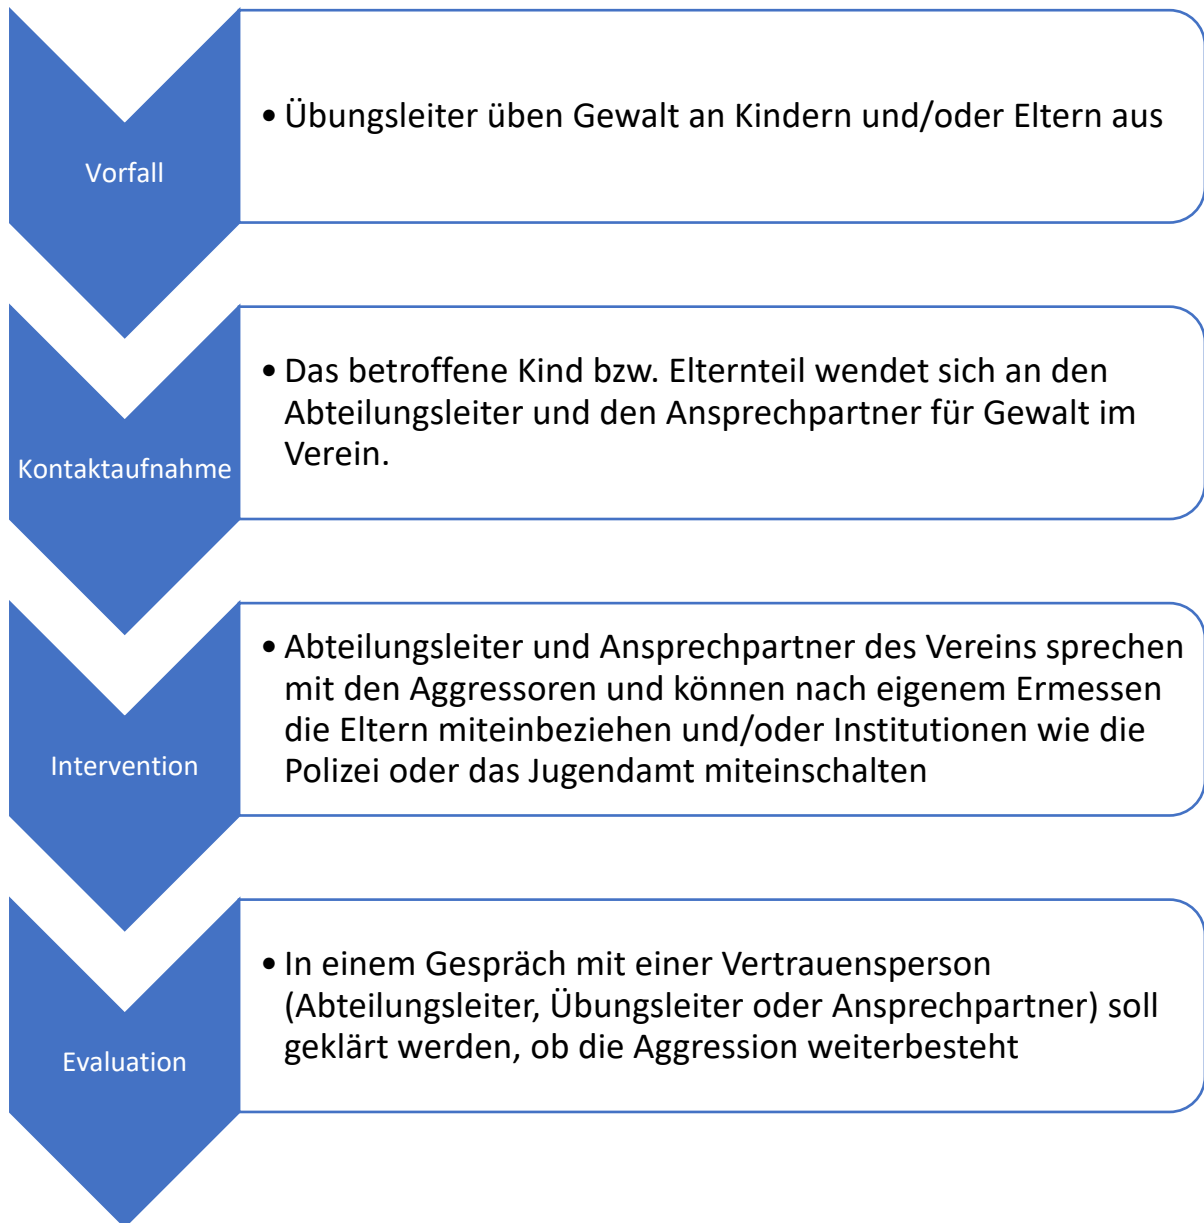 Vorfall
• Übungsleiter üben Gewalt an Kindern und/oder Eltern aus
Kontaktaufnahme
• Das betroffene Kind bzw. Elternteil wendet sich an den
Abteilungsleiter und den Ansprechpartner für Gewalt im
Verein.
Intervention
• Abteilungsleiter und Ansprechpartner des Vereins sprechen
mit den Aggressoren und können nach eigenem Ermessen
die Eltern miteinbeziehen und/oder Institutionen wie die
Polizei oder das Jugendamt miteinschalten
Evaluation
• In einem Gespräch mit einer Vertrauensperson
(Abteilungsleiter, Übungsleiter oder Ansprechpartner) soll
geklärt werden, ob die Aggression weiterbesteht